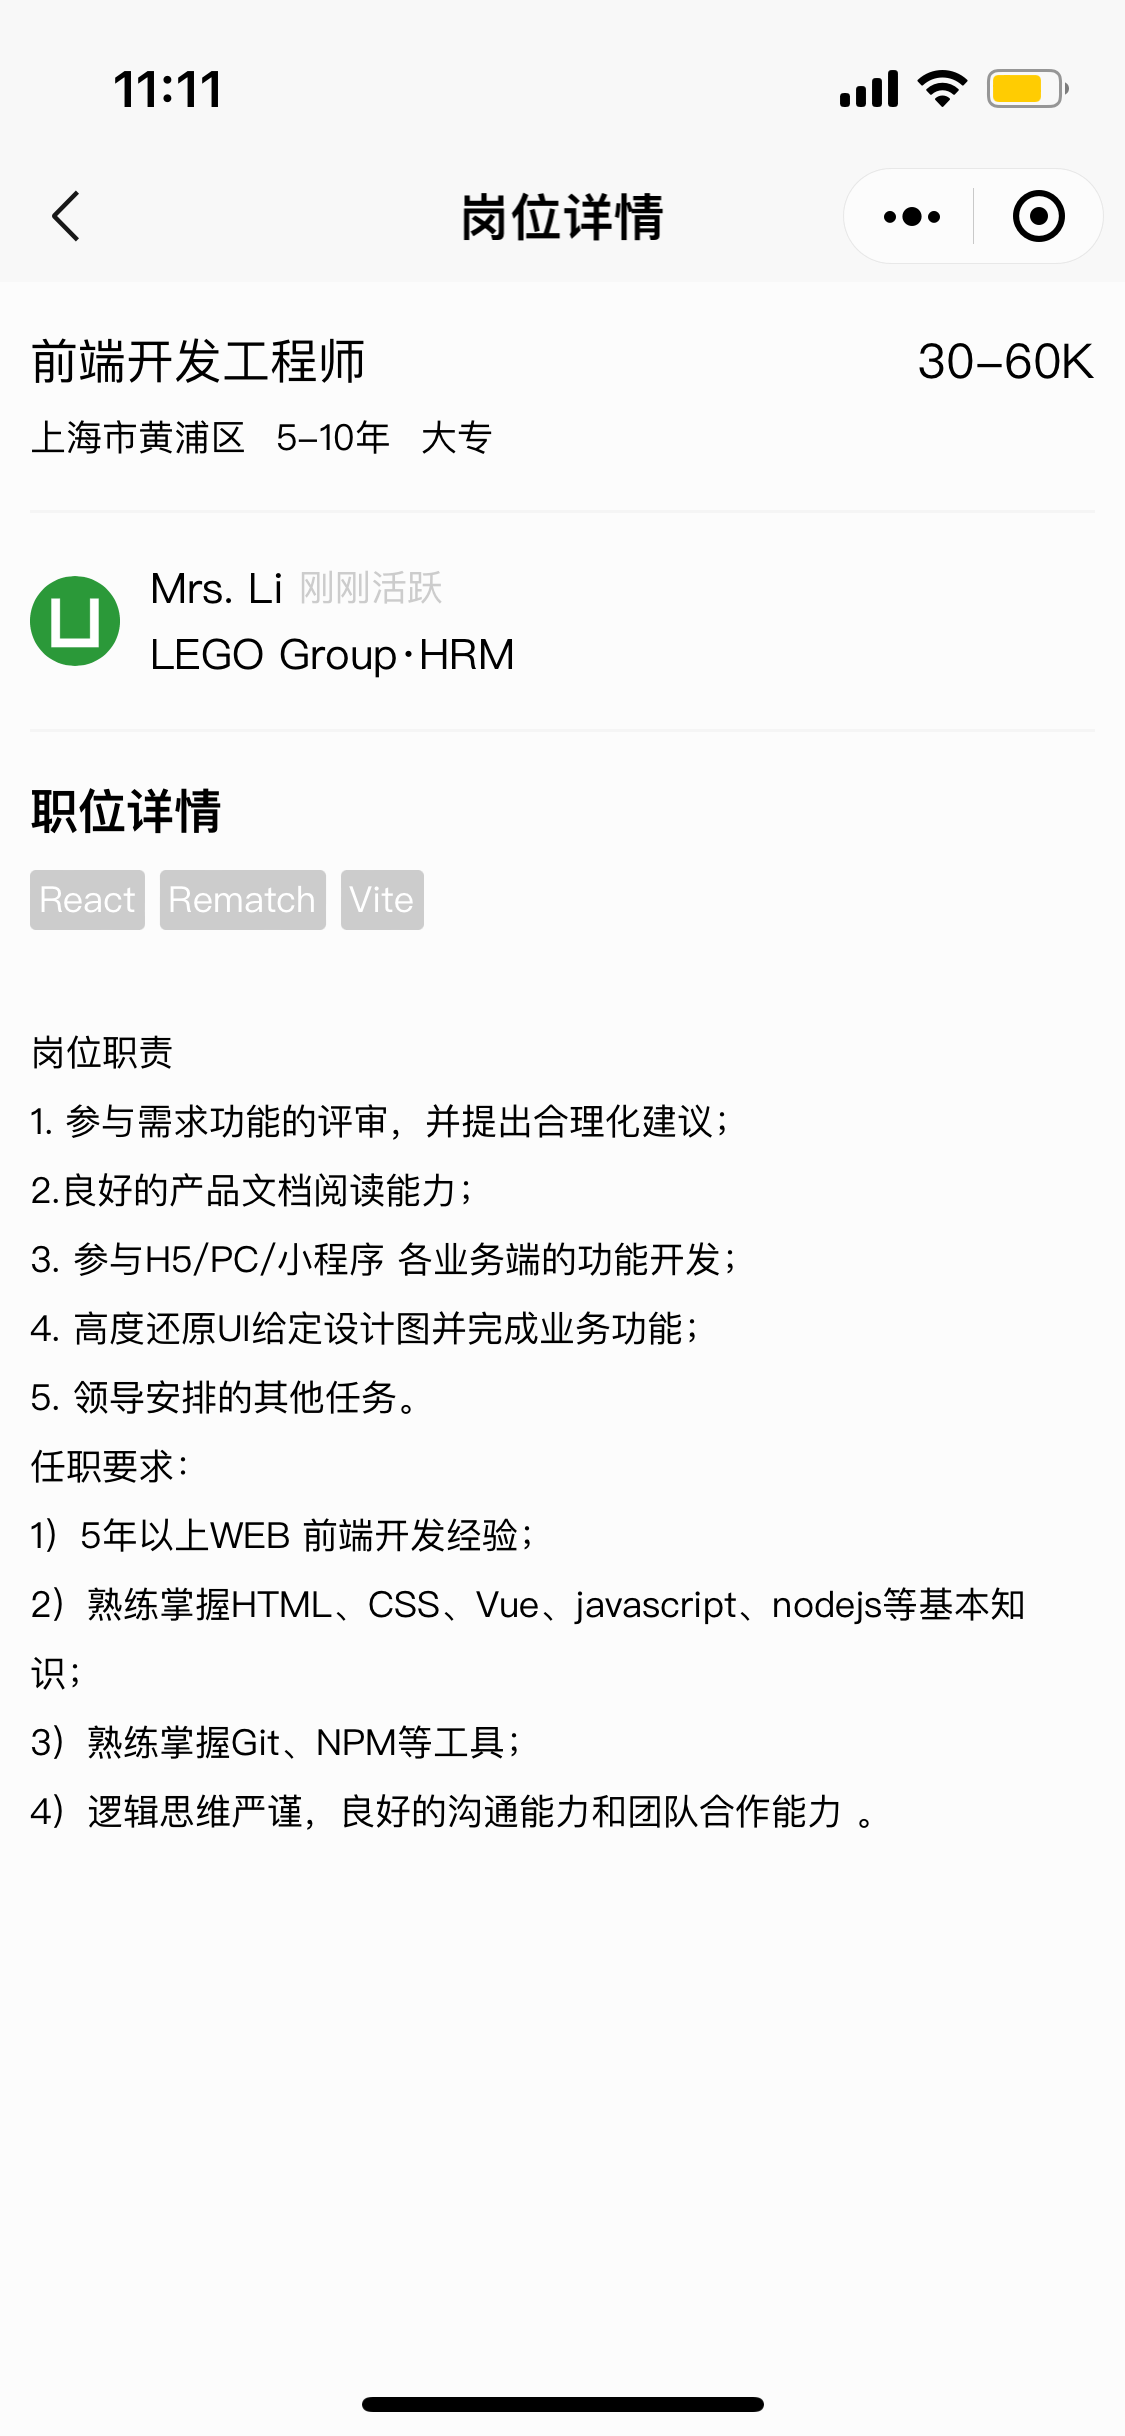 11:11
岗位详情
前端开发工程师 30-60K
上海市黄浦区 5-10年 大专
Mrs. Li 刚刚活跃
LEGO Group·HRM
职位详情
React Rematch Vite
岗位职责
1. 参与需求功能的评审，并提出合理化建议；
2.良好的产品文档阅读能力；
3. 参与H5/PC/小程序 各业务端的功能开发；
4. 高度还原UI给定设计图并完成业务功能；
5. 领导安排的其他任务。
任职要求：
1）5年以上WEB 前端开发经验；
2）熟练掌握HTML、CSS、Vue、javascript、nodejs等基本知
识；
3）熟练掌握Git、NPM等工具；
4）逻辑思维严谨，良好的沟通能力和团队合作能力 。